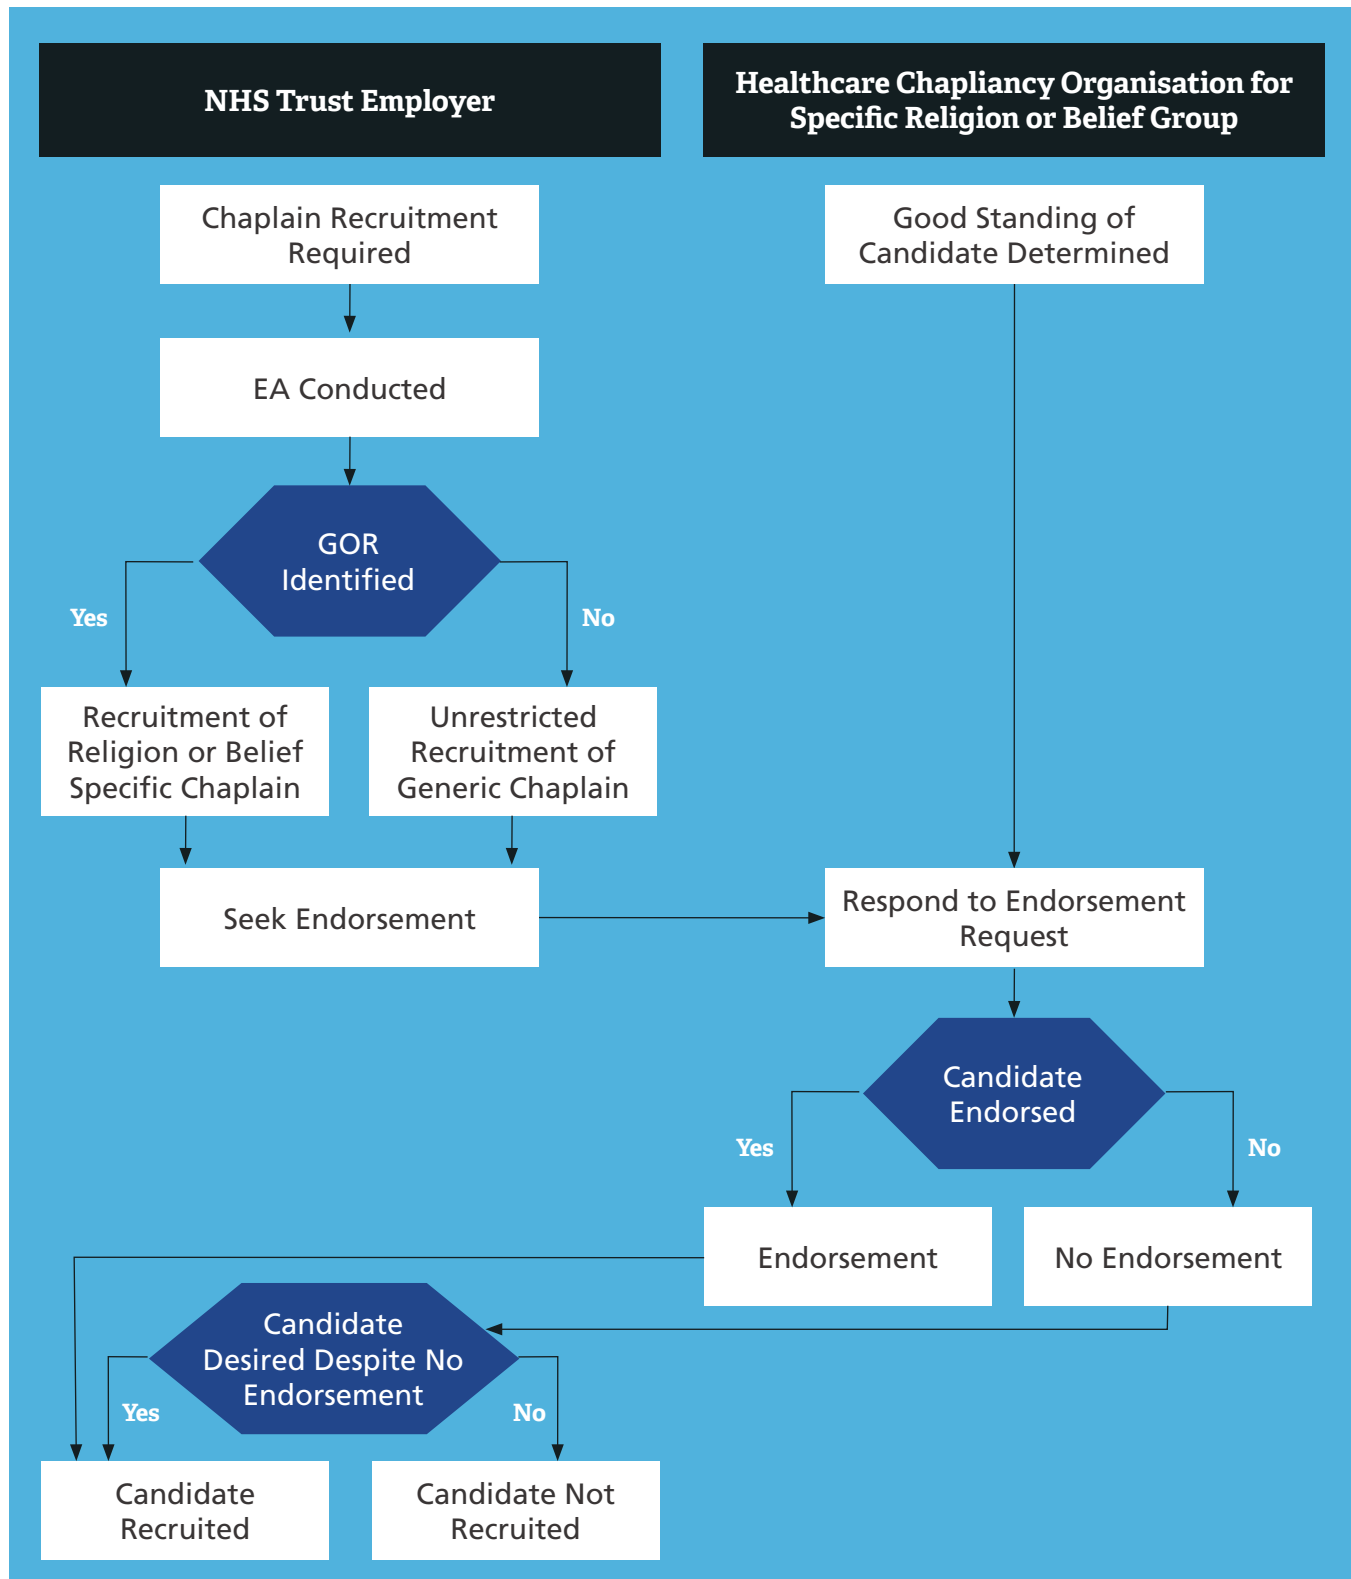 NHS Trust Employer
Healthcare Chapliancy Organisation for
Specific Religion or Belief Group
Chaplain Recruitment
Required
Good Standing of
Candidate Determined
EA Conducted
GOR
Identified
Yes
No
Recruitment of
Religion or Belief
Specific Chaplain
Unrestricted
Recruitment of
Generic Chaplain
Seek Endorsement
Respond to Endorsement
Request
Candidate
Endorsed
Yes
No
Endorsement
No Endorsement
Candidate
Desired Despite No
Endorsement
Yes
No
Candidate
Recruited
Candidate Not
Recruited